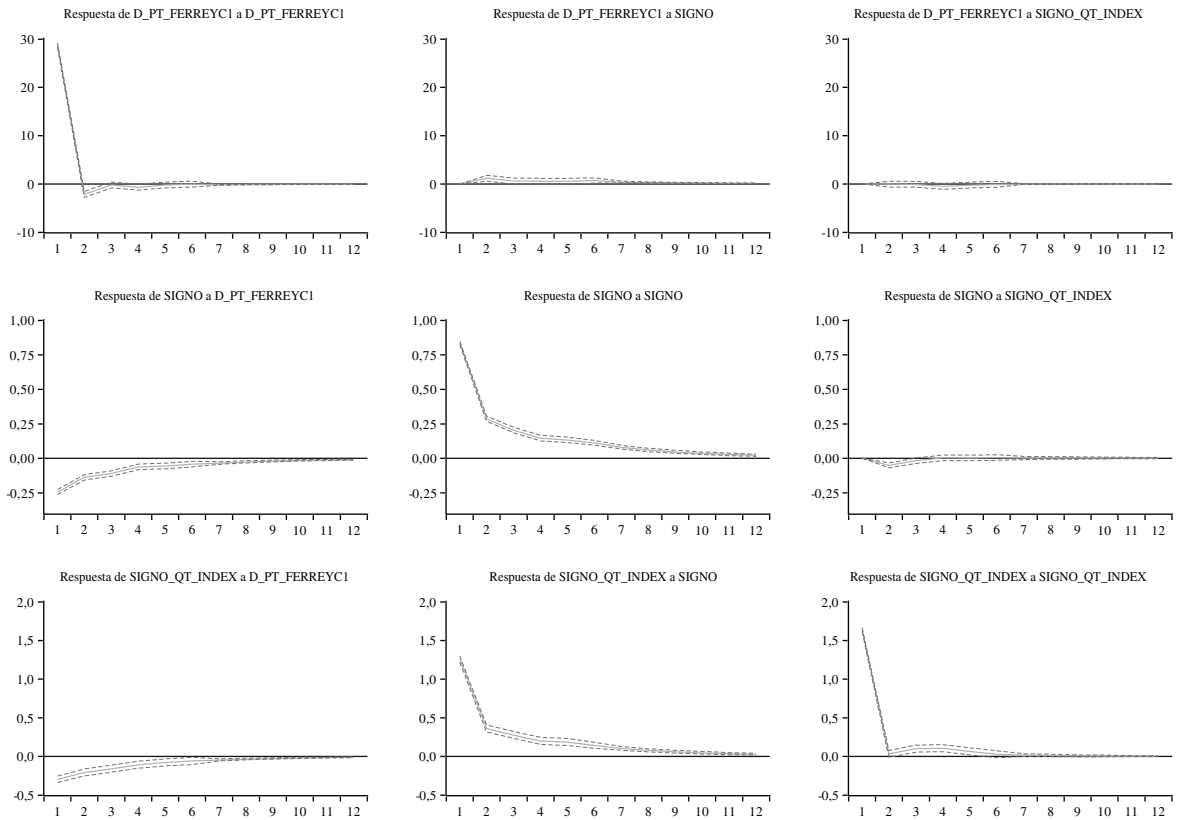 Respuesta de D_PT_FERREYC1 a D_PT_FERREYC1
30
20
10
0
-10
1 2 3 4 5 6 7 8 9 10 11 12
Respuesta de D_PT_FERREYC1 a SIGNO
30
20
10
0
-10
1 2 3 4 5 6 7 8 9 10 11 12
Respuesta de D_PT_FERREYC1 a SIGNO_QT_INDEX
30
20
10
0
-10
1 2 3 4 5 6 7 8 9 10 11 12
Respuesta de SIGNO a D_PT_FERREYC1
1,00
0,75
0,50
0,25
0,00
-0,25
1 2 3 4 5 6 7 8 9 10 11 12
Respuesta de SIGNO a SIGNO
1,00
0,75
0,50
0,25
0,00
-0,25
1 2 3 4 5 6 7 8 9 10 11 12
Respuesta de SIGNO a SIGNO_QT_INDEX
1,00
0,75
0,50
0,25
0,00
-0,25
1 2 3 4 5 6 7 8 9 10 11 12
Respuesta de SIGNO_QT_INDEX a D_PT_FERREYC1
2,0
1,5
1,0
0,5
0,0
-0,5
1 2 3 4 5 6 7 8 9 10 11 12
Respuesta de SIGNO_QT_INDEX a SIGNO
2,0
1,5
1,0
0,5
0,0
-0,5
1 2 3 4 5 6 7 8 9 10 11 12
Respuesta de SIGNO_QT_INDEX a SIGNO_QT_INDEX
2,0
1,5
1,0
0,5
0,0
-0,5
1 2 3 4 5 6 7 8 9 10 11 12